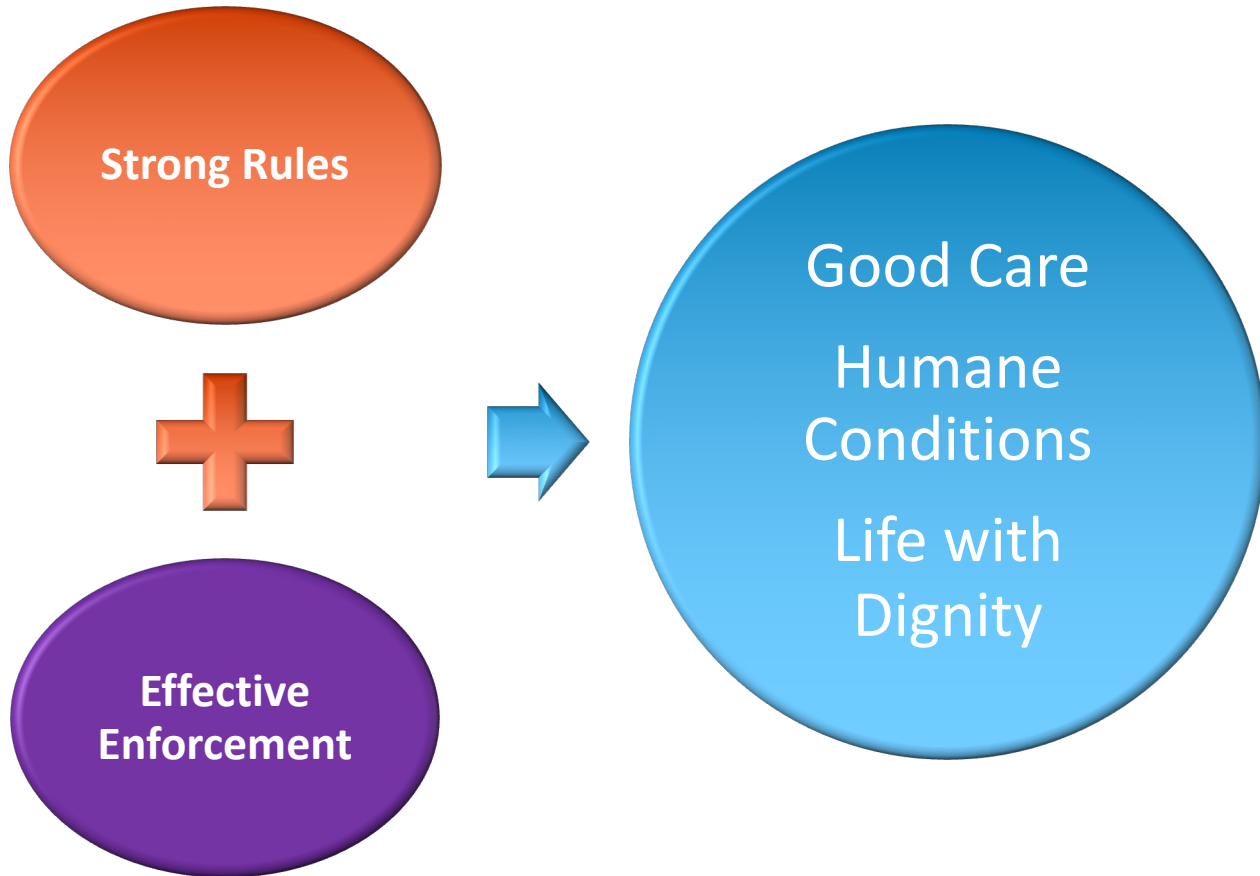 Strong Rules
Effective
Enforcement
Good Care
Humane
Conditions
Life with
Dignity